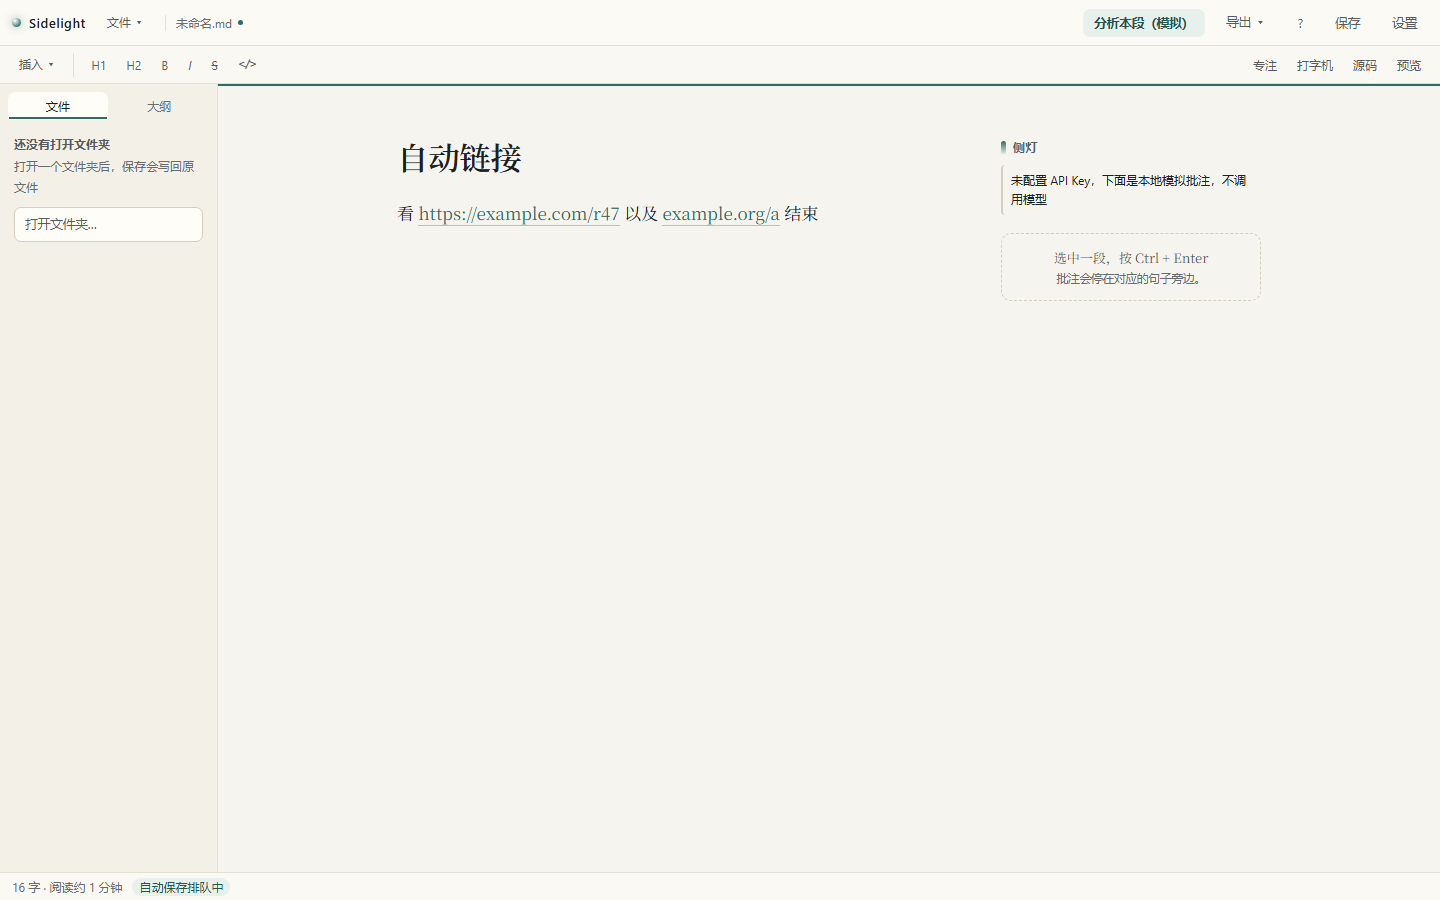 Sidelight 文件 ▾ 未命名.md ● 分析本段（模拟） 导出 ▾ ? 保存 设置
插入 ▾ H1 H2 B I S </> 专注 打字机 源码 预览
文件 大纲
还没有打开文件夹
打开一个文件夹后，保存会写回原
文件
打开文件夹...
自动链接
看 https://example.com/r47 以及 example.org/a 结束
侧灯
未配置 API Key，下面是本地模拟批注，不调
用模型
选中一段，按 Ctrl + Enter
批注会停在对应的句子旁边。
16 字 · 阅读约 1 分钟 自动保存排队中